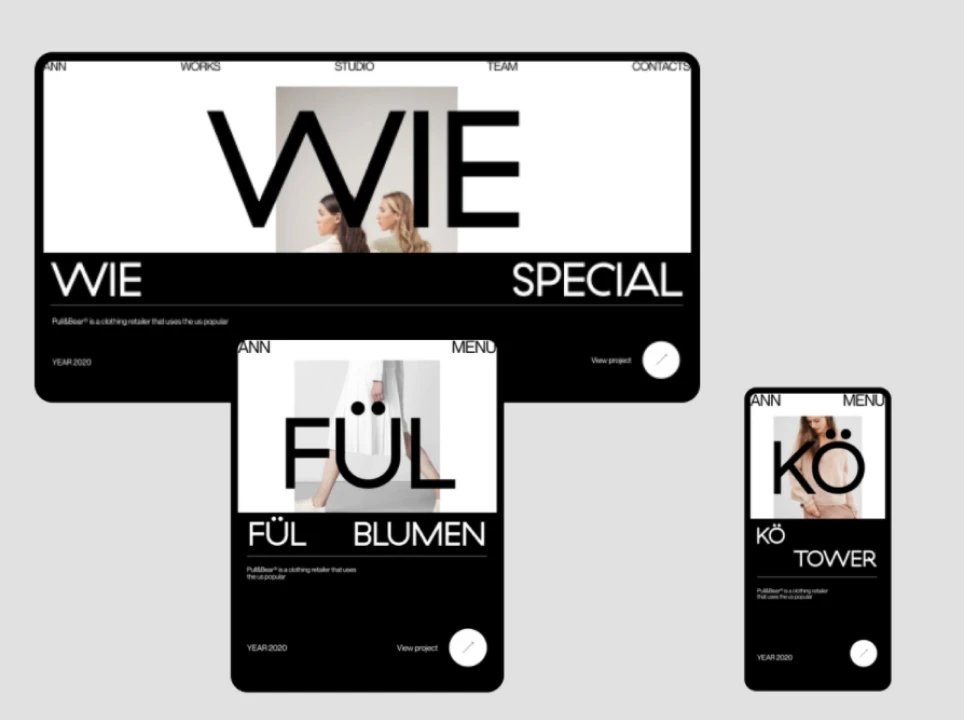 ANN WORKS STUDIO TEAM CONTACTS
WIE
WIE SPECIAL
Pull&Bear® is a clothing retailer that uses the us popular
YEAR 2020 View project
ANN MENU
FÜL
FÜL BLUMEN
Pull&Bear® is a clothing retailer that uses
the us popular
YEAR 2020 View project
ANN MENU
KÖ
KÖ
TOWER
Pull&Bear® is a clothing retailer
that uses the us popular
YEAR 2020